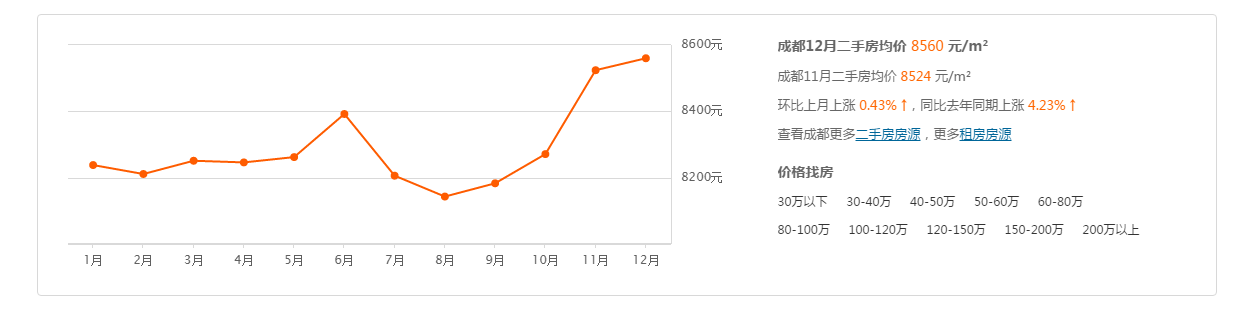 8600元
8400元
8200元
1月 2月 3月 4月 5月 6月 7月 8月 9月 10月 11月 12月
成都12月二手房均价 8560 元/m²
成都11月二手房均价 8524 元/m²
环比上月上涨 0.43%↑，同比去年同期上涨 4.23%↑
查看成都更多二手房房源，更多租房房源
价格找房
30万以下 30-40万 40-50万 50-60万 60-80万
80-100万 100-120万 120-150万 150-200万 200万以上